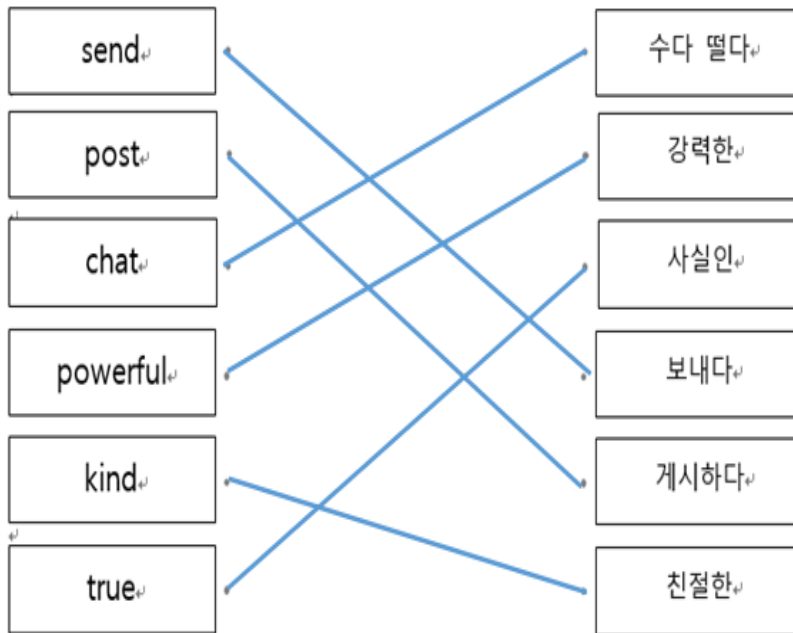 send
수다 떨다
post
강력한
chat
사실인
powerful
보내다
kind
게시하다
true
친절한